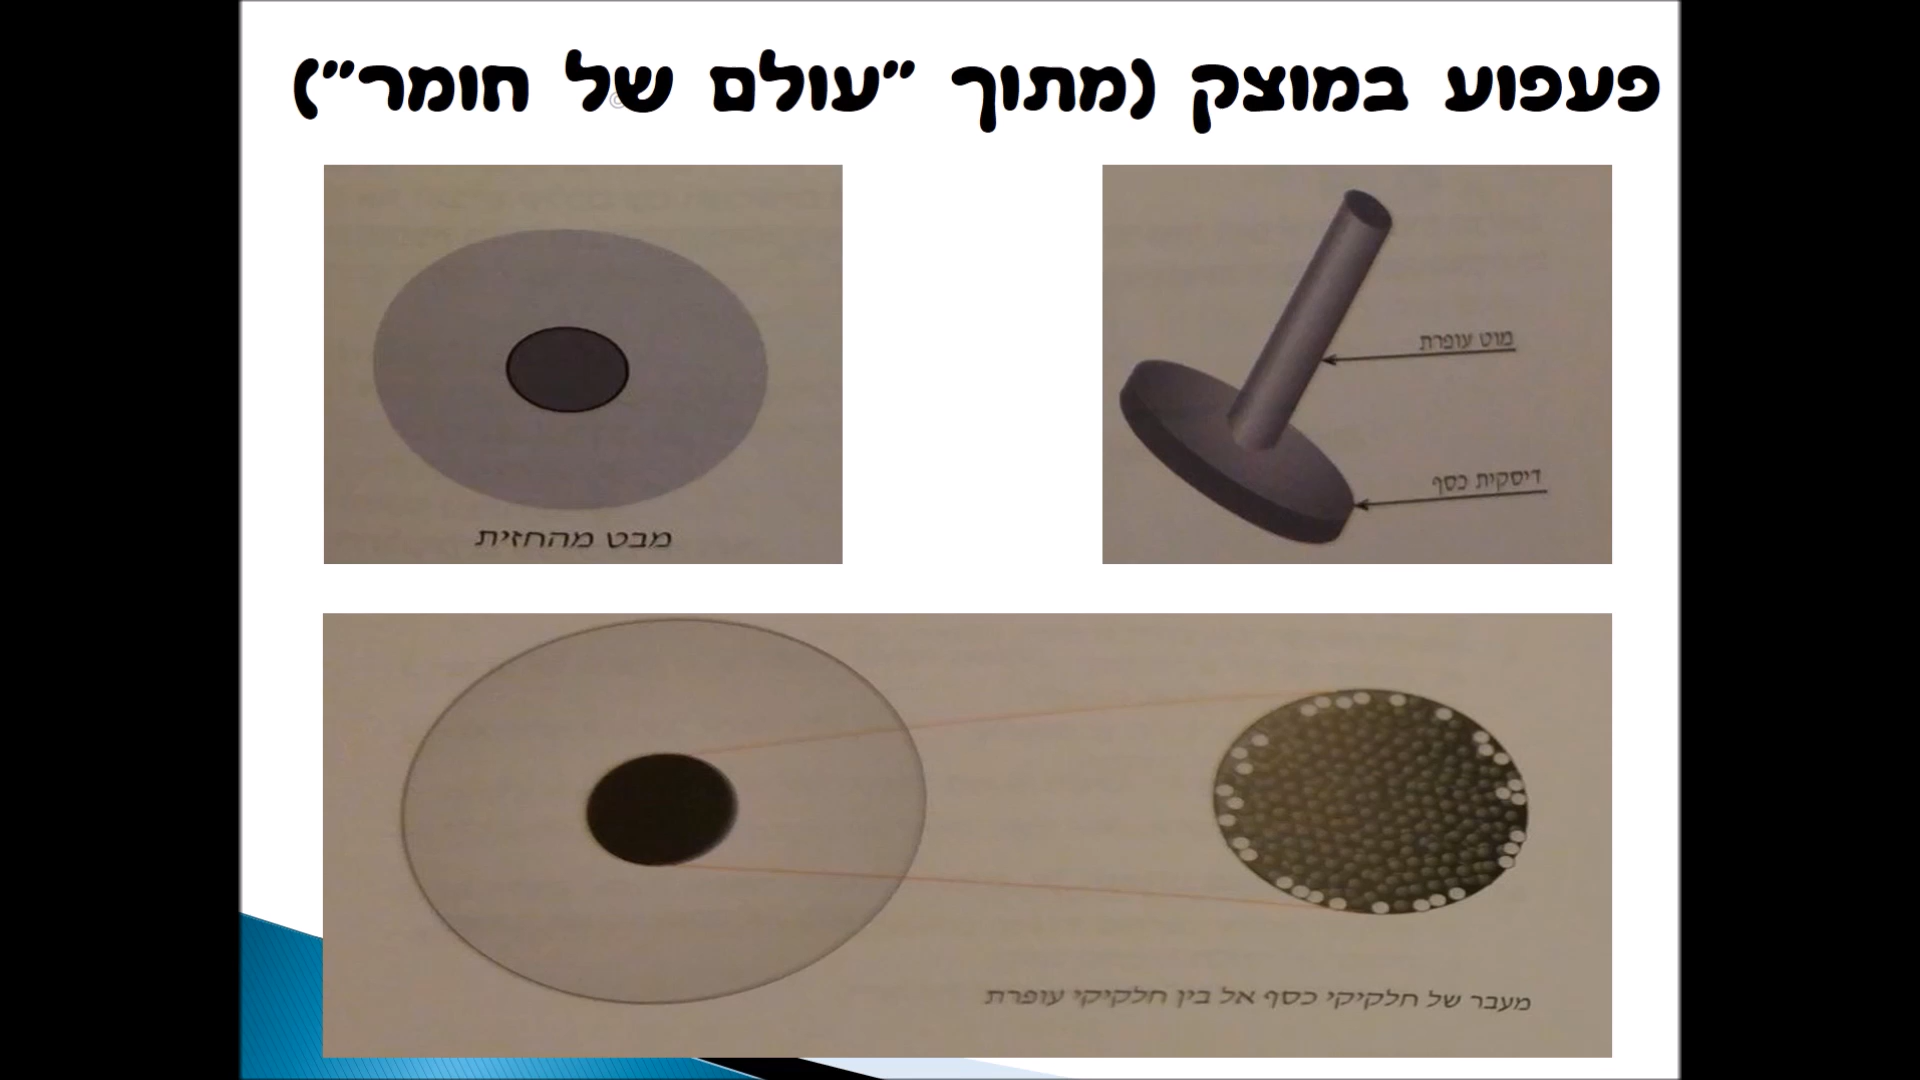 פעפוע במוצק (מתוך "עולם של חומר")
מוט עופרת
דיסקית כסף
מבט מהחזית
מעבר של חלקיקי כסף אל בין חלקיקי עופרת